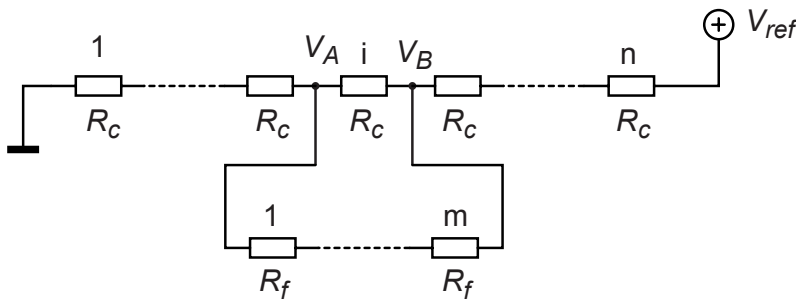 V_ref
1 V_A i V_B n
R_c R_c R_c R_c R_c
1 m
R_f R_f